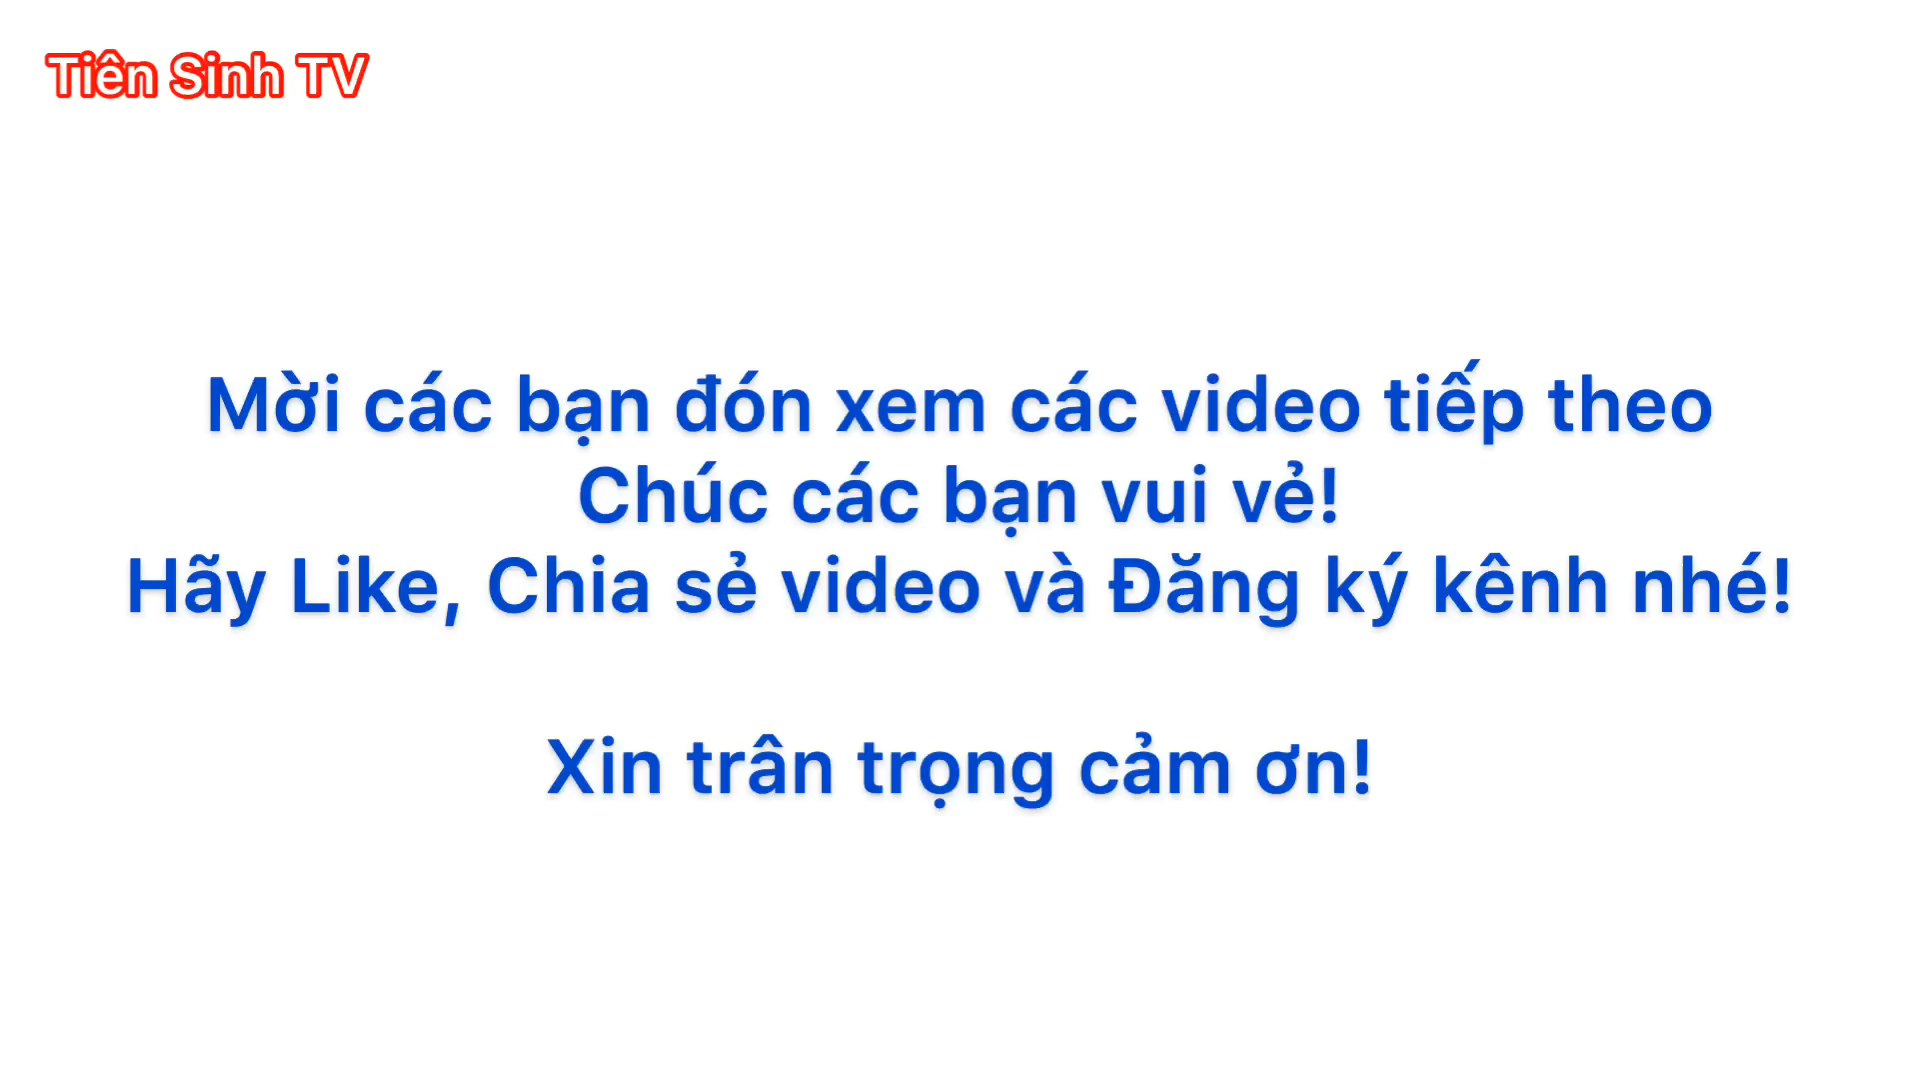 Tiên Sinh TV
Mời các bạn đón xem các video tiếp theo
Chúc các bạn vui vẻ!
Hãy Like, Chia sẻ video và Đăng ký kênh nhé!
Xin trân trọng cảm ơn!